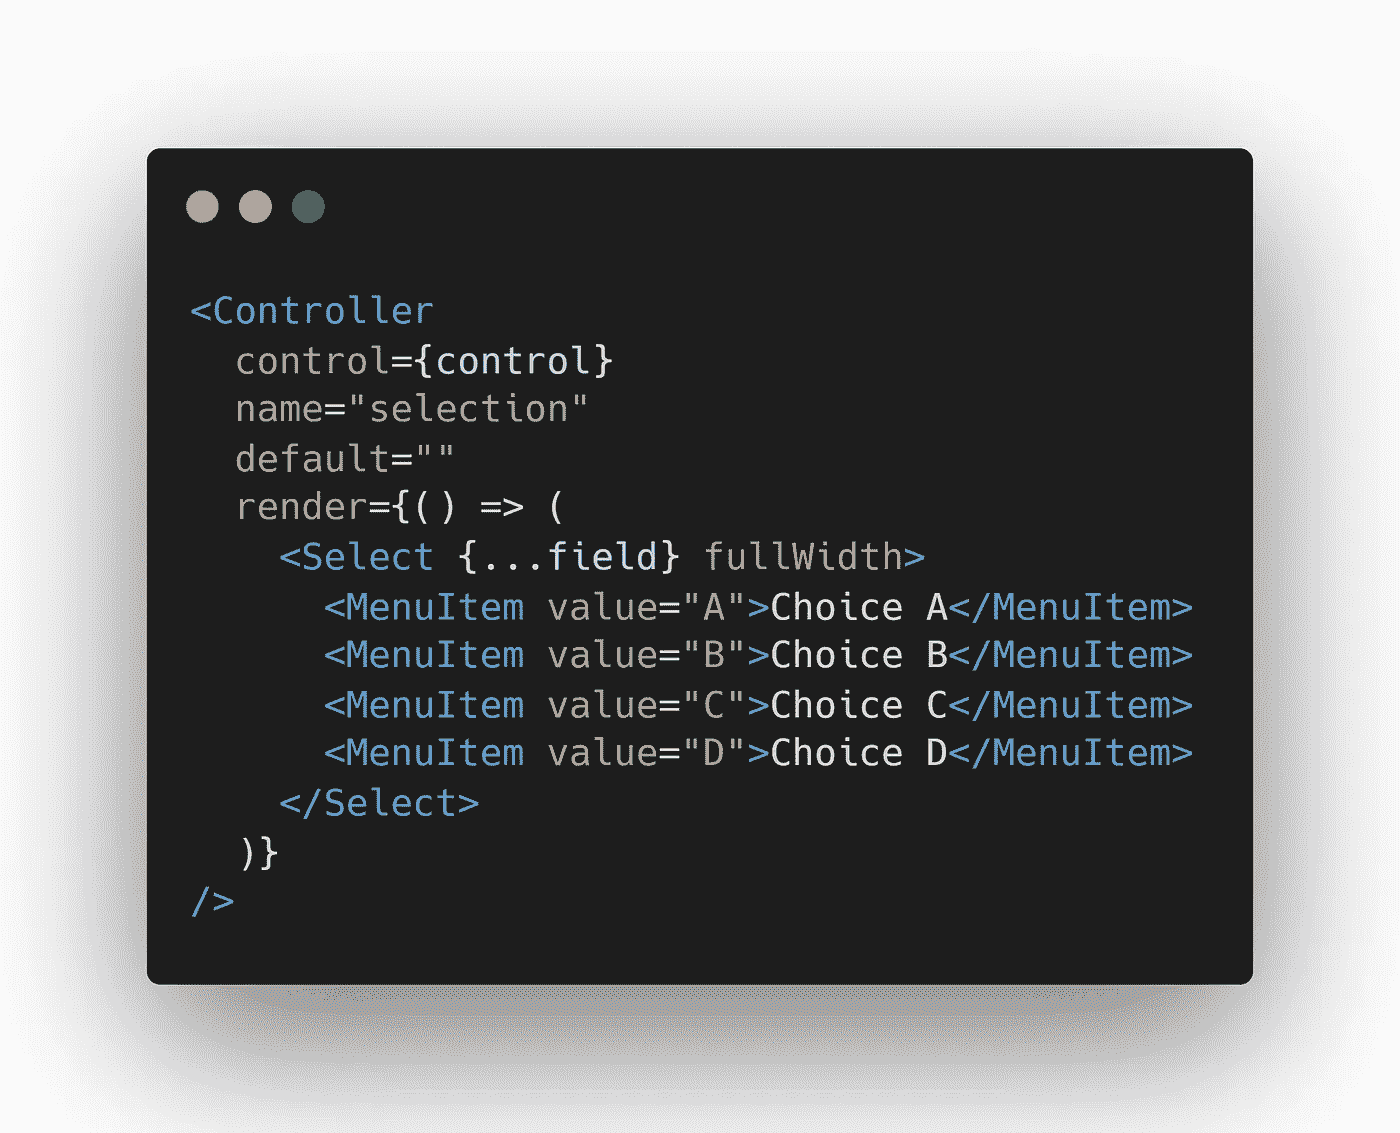 <Controller
  control={control}
  name="selection"
  default=""
  render={() => (
    <Select {...field} fullWidth>
      <MenuItem value="A">Choice A</MenuItem>
      <MenuItem value="B">Choice B</MenuItem>
      <MenuItem value="C">Choice C</MenuItem>
      <MenuItem value="D">Choice D</MenuItem>
    </Select>
  )}
/>